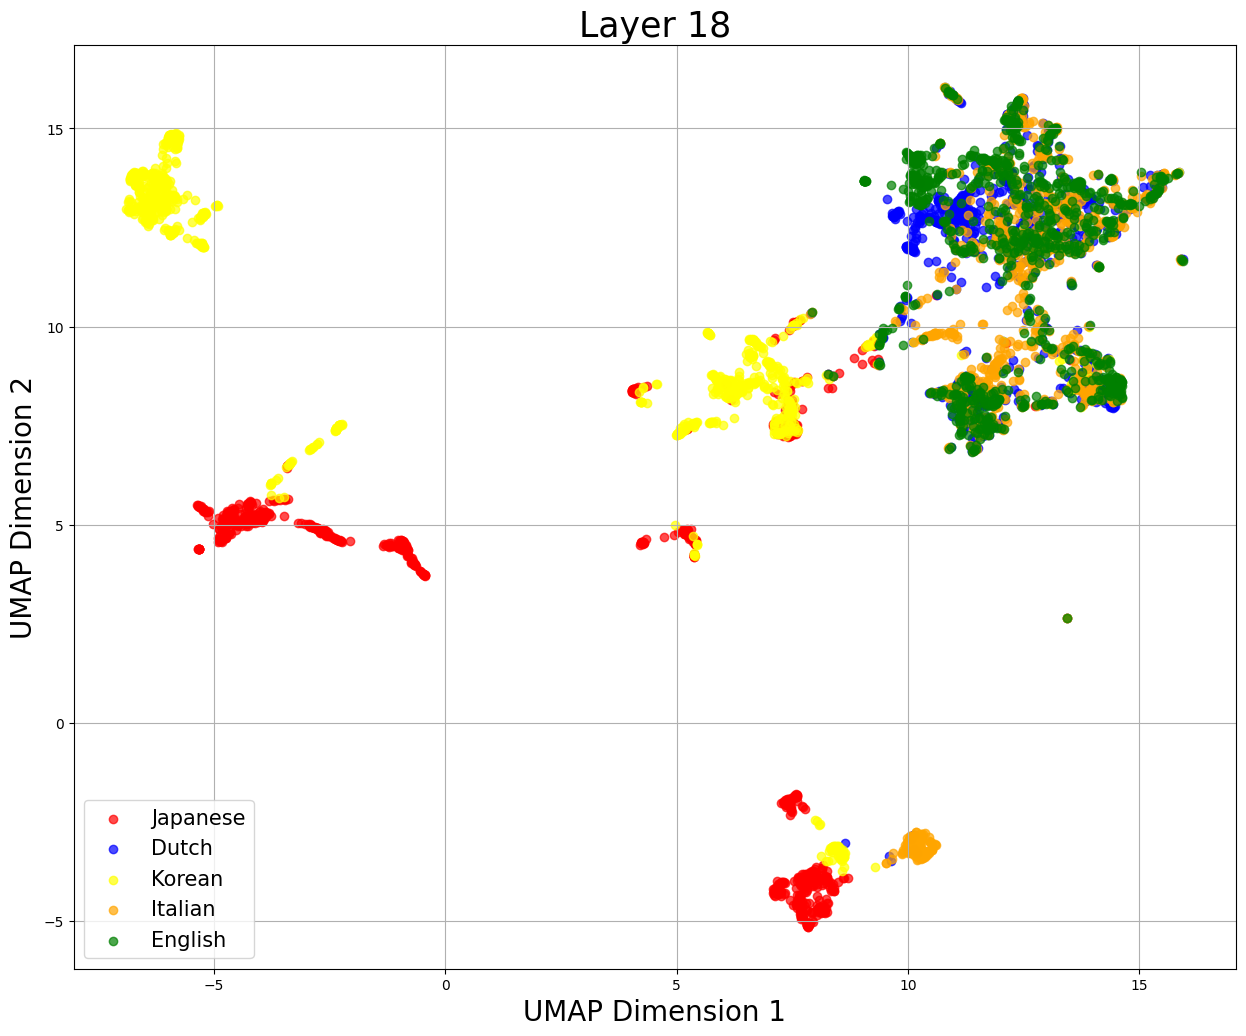 Layer 18
UMAP Dimension 2
15
10
5
0
−5
Japanese
Dutch
Korean
Italian
English
−5
0
5
10
15
UMAP Dimension 1